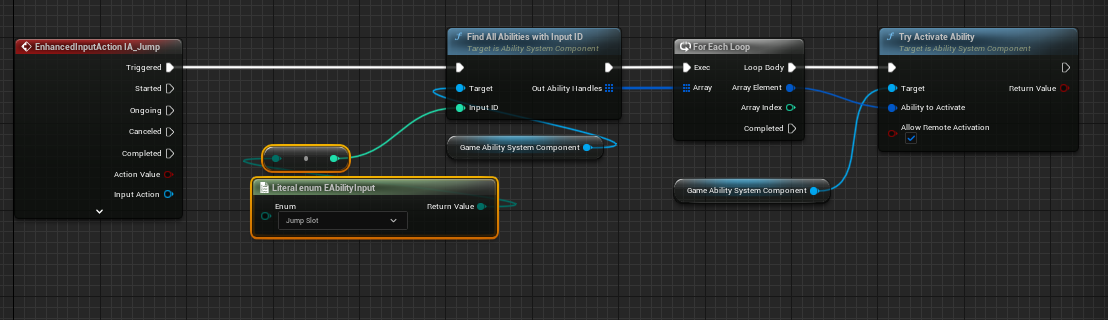 EnhancedInputAction IA_Jump
Triggered
Started
Ongoing
Canceled
Completed
Action Value
Input Action
Literal enum EAbilityInput
Enum
Jump Slot
Return Value
Find All Abilities with Input ID
Target is Ability System Component
Target
Out Ability Handles
Input ID
Game Ability System Component
For Each Loop
Exec
Loop Body
Array
Array Element
Array Index
Completed
Game Ability System Component
Try Activate Ability
Target is Ability System Component
Target
Return Value
Ability to Activate
Allow Remote Activation